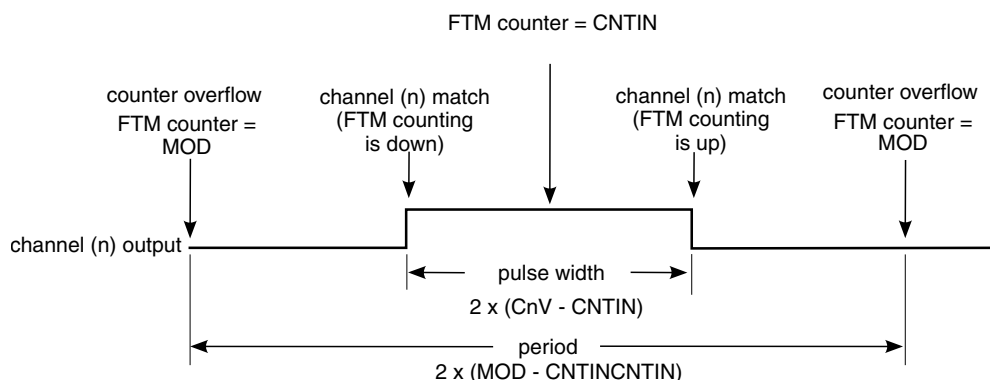 FTM counter = CNTIN
counter overflow
FTM counter =
MOD
channel (n) match
(FTM counting
is down)
channel (n) match
(FTM counting
is up)
counter overflow
FTM counter =
MOD
channel (n) output
pulse width
2 x (CnV - CNTIN)
period
2 x (MOD - CNTINCNTIN)